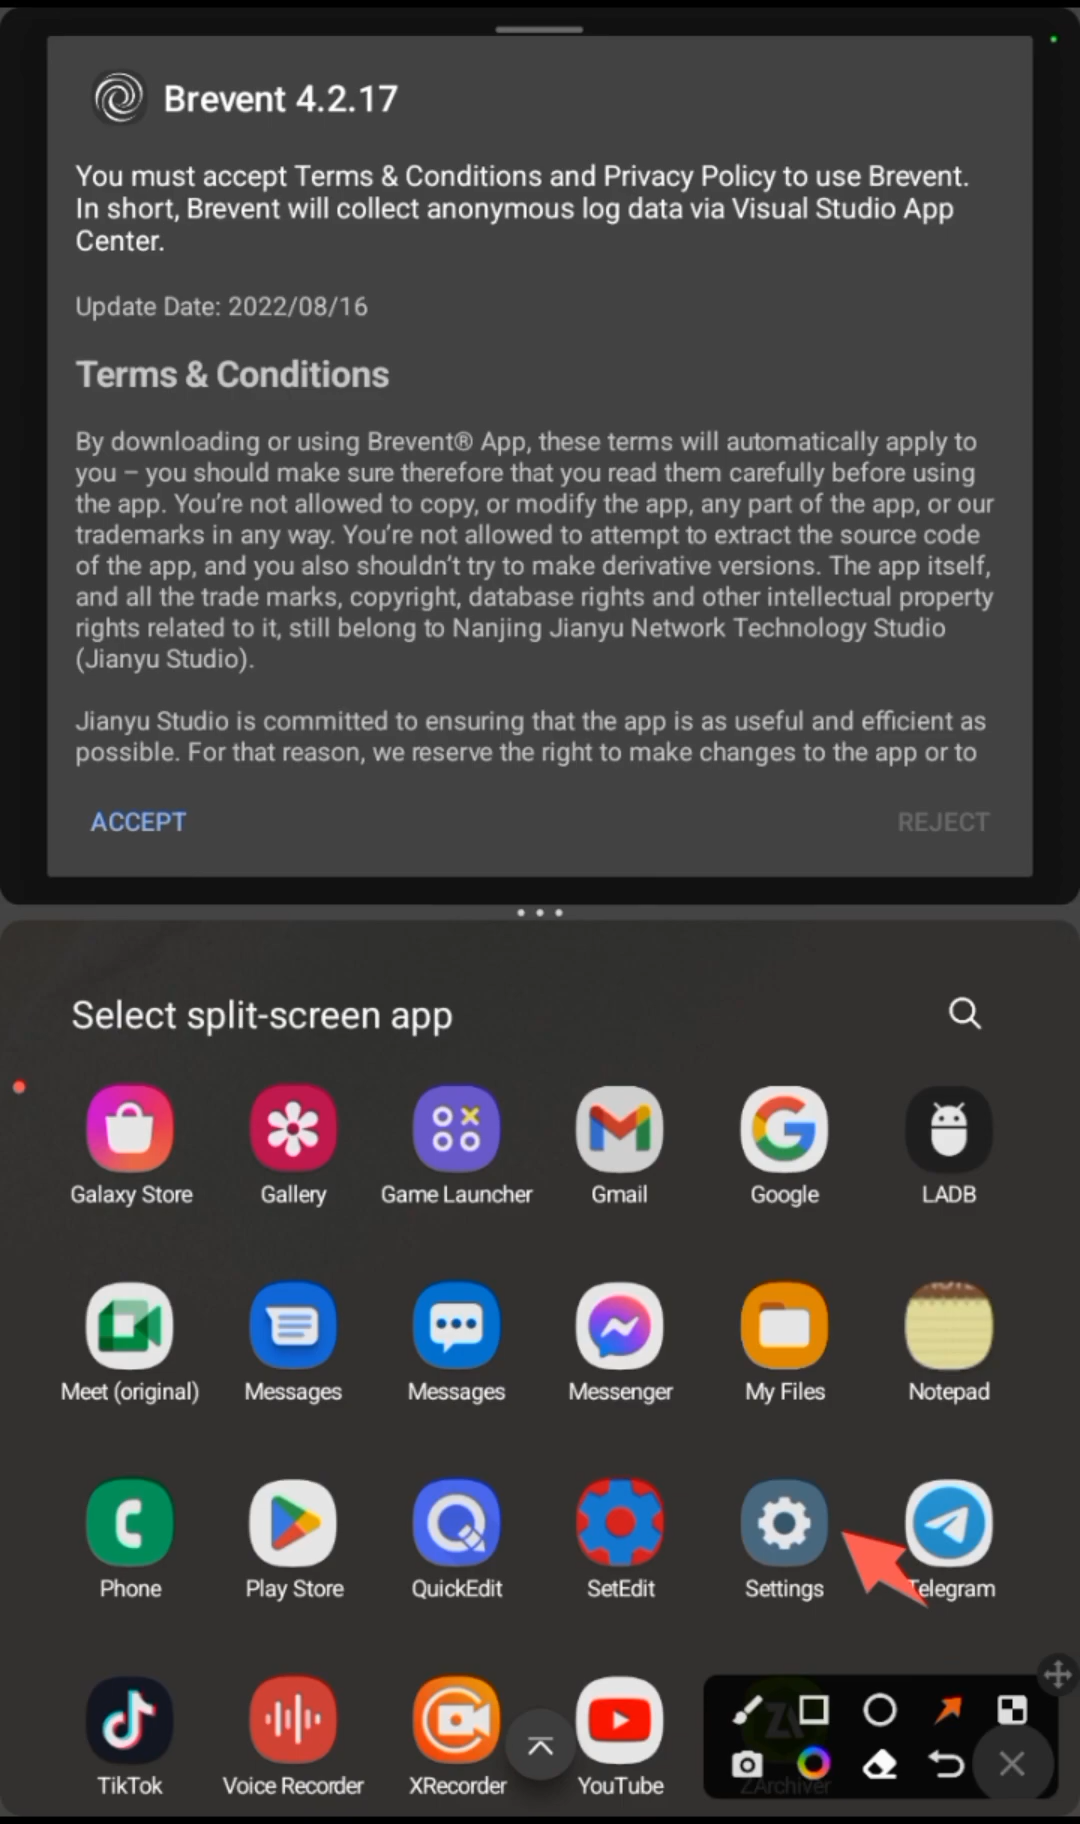 Brevent 4.2.17
You must accept Terms & Conditions and Privacy Policy to use Brevent.
In short, Brevent will collect anonymous log data via Visual Studio App
Center.
Update Date: 2022/08/16
Terms & Conditions
By downloading or using Brevent® App, these terms will automatically apply to
you – you should make sure therefore that you read them carefully before using
the app. You're not allowed to copy, or modify the app, any part of the app, or our
trademarks in any way. You're not allowed to attempt to extract the source code
of the app, and you also shouldn't try to make derivative versions. The app itself,
and all the trade marks, copyright, database rights and other intellectual property
rights related to it, still belong to Nanjing Jianyu Network Technology Studio
(Jianyu Studio).
Jianyu Studio is committed to ensuring that the app is as useful and efficient as
possible. For that reason, we reserve the right to make changes to the app or to
ACCEPT REJECT
Select split-screen app
Galaxy Store Gallery Game Launcher Gmail Google LADB
Meet (original) Messages Messages Messenger My Files Notepad
Phone Play Store QuickEdit SetEdit Settings Telegram
TikTok Voice Recorder XRecorder YouTube ZArchiver